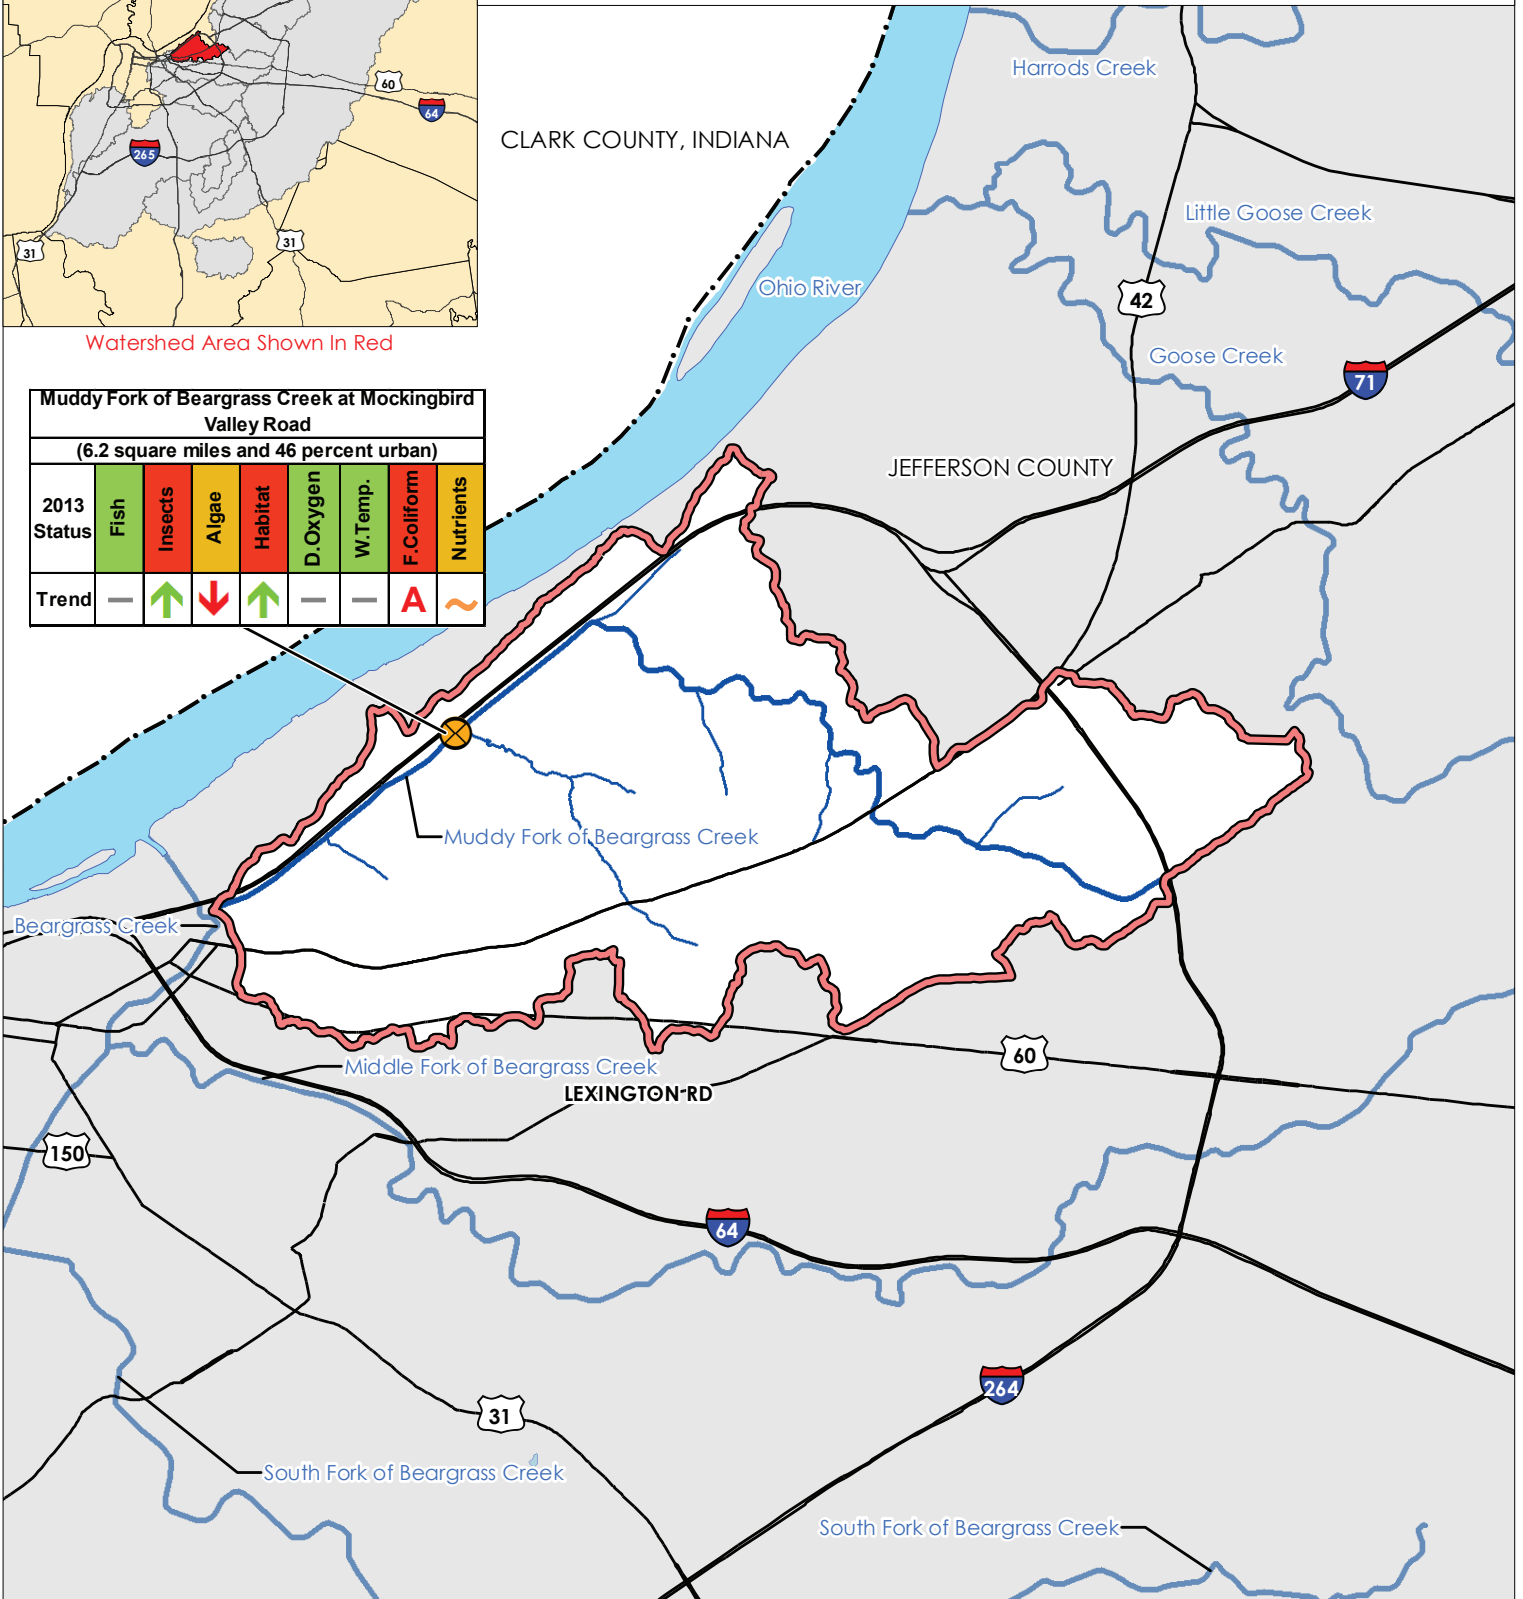 60
64
265
31
31
Watershed Area Shown In Red
CLARK COUNTY, INDIANA
Harrods Creek
Little Goose Creek
Ohio River
42
Goose Creek
71
JEFFERSON COUNTY
Muddy Fork of Beargrass Creek at Mockingbird
Valley Road
(6.2 square miles and 46 percent urban)
2013
Status
Fish
Insects
Algae
Habitat
D.Oxygen
W.Temp.
F.Coliform
Nutrients
Trend
A
~
Muddy Fork of Beargrass Creek
Beargrass Creek
Middle Fork of Beargrass Creek
LEXINGTON RD
60
150
64
264
31
South Fork of Beargrass Creek
South Fork of Beargrass Creek